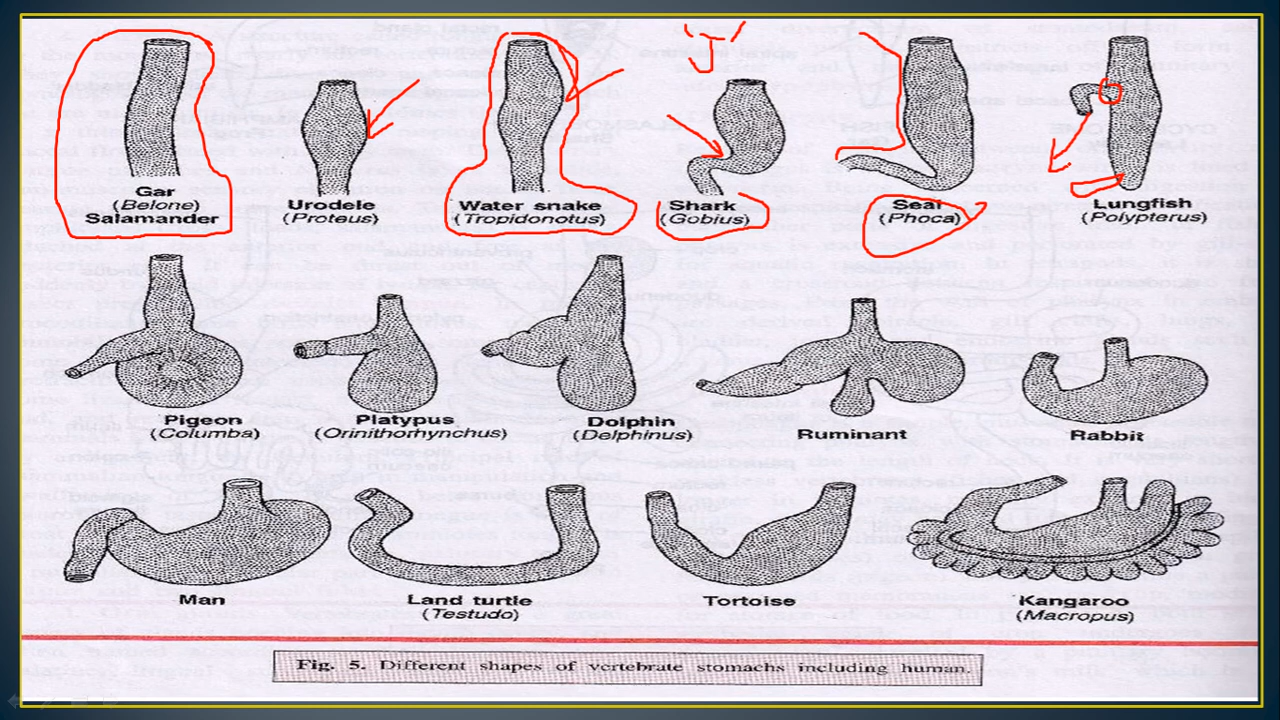 Gar
(Belone)
Salamander
Urodele
(Proteus)
Water snake
(Tropidonotus)
Shark
(Gobius)
Seal
(Phoca)
Lungfish
(Polypterus)
Pigeon
(Columba)
Platypus
(Orinithorhynchus)
Dolphin
(Delphinus)
Ruminant
Rabbit
Man
Land turtle
(Testudo)
Tortoise
Kangaroo
(Macropus)
Fig. 5. Different shapes of vertebrate stomachs including human.